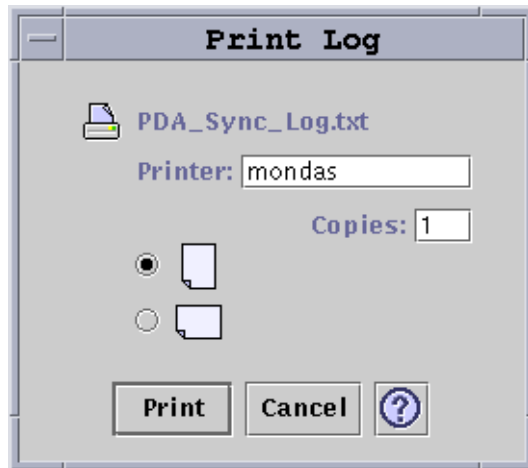 Print Log
PDA_Sync_Log.txt
Printer: mondas
Copies: 1
Print Cancel ?